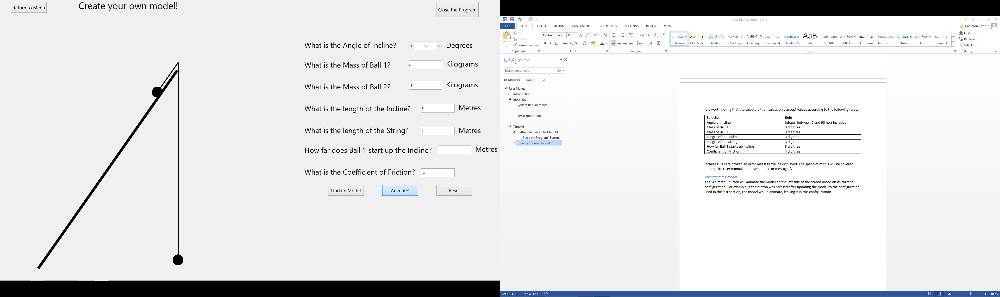 Return to Menu
Create your own model!
Close the Program
What is the Angle of Incline? < 55 > Degrees
What is the Mass of Ball 1? 8 Kilograms
What is the Mass of Ball 2? 15 Kilograms
What is the length of the Incline? 2 Metres
What is the length of the String? 2 Metres
How far does Ball 1 start up the Incline? 1 Metres
What is the Coefficient of Friction? 0.7
Update Model
Animate!
Reset
User Manual.docx - Word
FILE HOME INSERT DESIGN PAGE LAYOUT REFERENCES MAILINGS REVIEW VIEW
Cameron Conn
Paste
Cut
Copy
Format Painter
Clipboard
Calibri (Body) 11
Font
Paragraph
AaBbCcDc AaBbCcDc AaBbCc AaBbCcE AaBbCcD AaBbCcDc AaBbCcDc AaBl AaBbCcD AaBbCcDc AaBbCcDc AaBbCcDc AaBbCcDc AaBbCcDc AaBbCcDc
¶ Normal ¶ No Spac... Heading 1 Heading 2 Heading 3 Heading 4 Heading 5 Title Subtitle Subtle Em... Emphasis Intense E... Strong Quote Intense Q...
Styles
Find
Replace
Select
Editing
Navigation
Search document
HEADINGS PAGES RESULTS
User Manual
Introduction
Installation
System Requirements
Installation Guide
Tutorial
Getting Started – The Main M...
'Close the Program' Button
Create your own model!
It is worth noting that the selectors themselves only accept values according to the following rules:
Selector Rule
Angle of Incline Integer between 0 and 90 non-inclusive
Mass of Ball 1 3 digit real
Mass of Ball 2 3 digit real
Length of the Incline 3 digit real
Length of the String 3 digit real
How far Ball 1 starts up Incline 3 digit real
Coefficient of Friction 4 digit real
If these rules are broken an error message will be displayed. The specifics of this will be covered
later in this User manual in the section 'error messages'.
Animating the model
The 'Animate!' button will animate the model on the left side of the screen based on its current
configuration. For example, if the button was pressed after updating the model to the configuration
used in the last section, the model would animate, leaving it in this configuration:
PAGE 8 OF 8 747 WORDS
100%